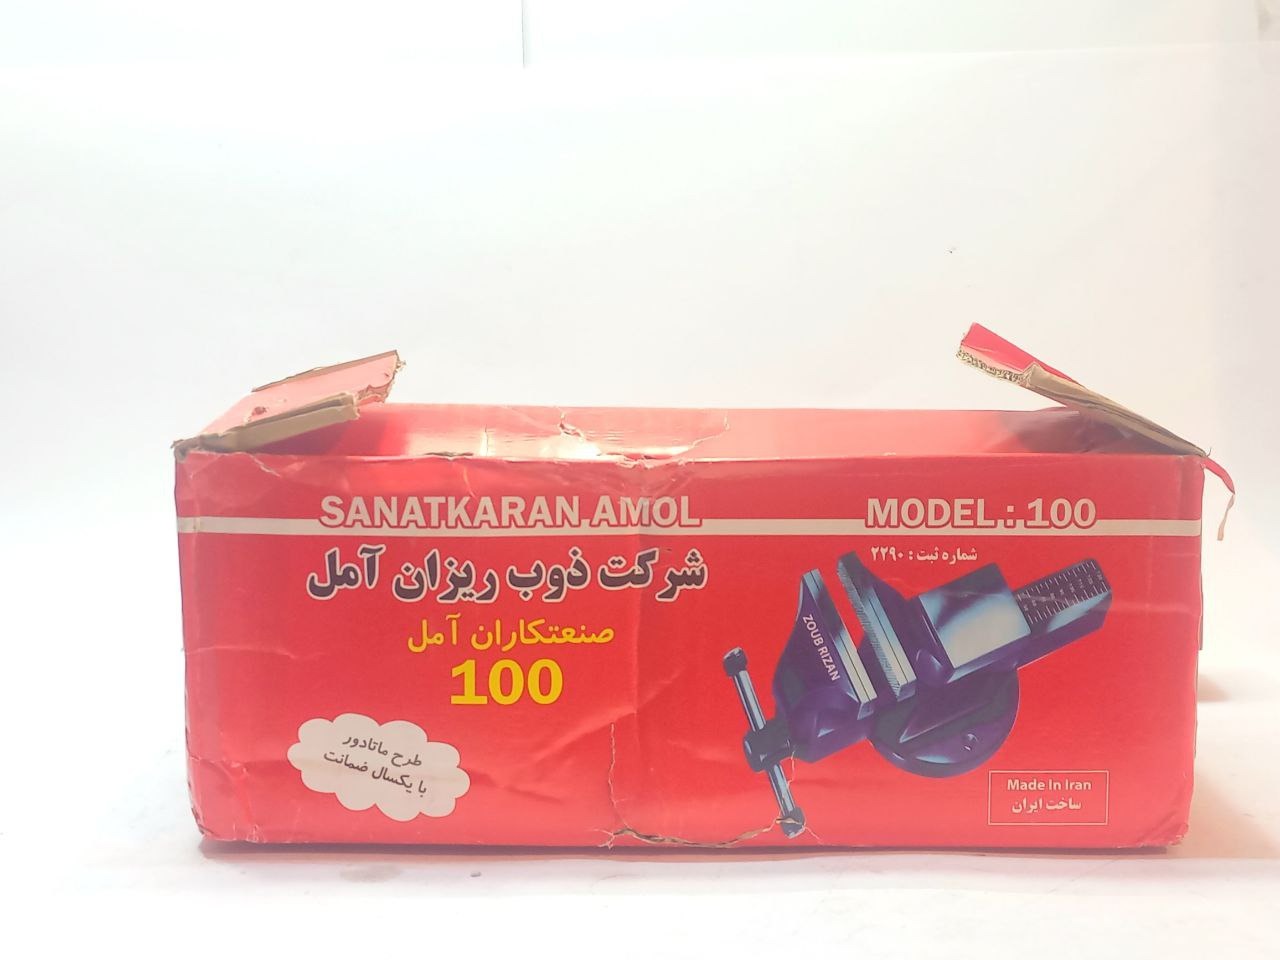 SANATKARAN AMOL
MODEL : 100
شرکت ذوب ریزان آمل
شماره ثبت : ۲۲۹۰
صنعتکاران آمل
100
ZOUB RIZAN
طرح ماتادور
با یکسال ضمانت
Made In Iran
ساخت ایران